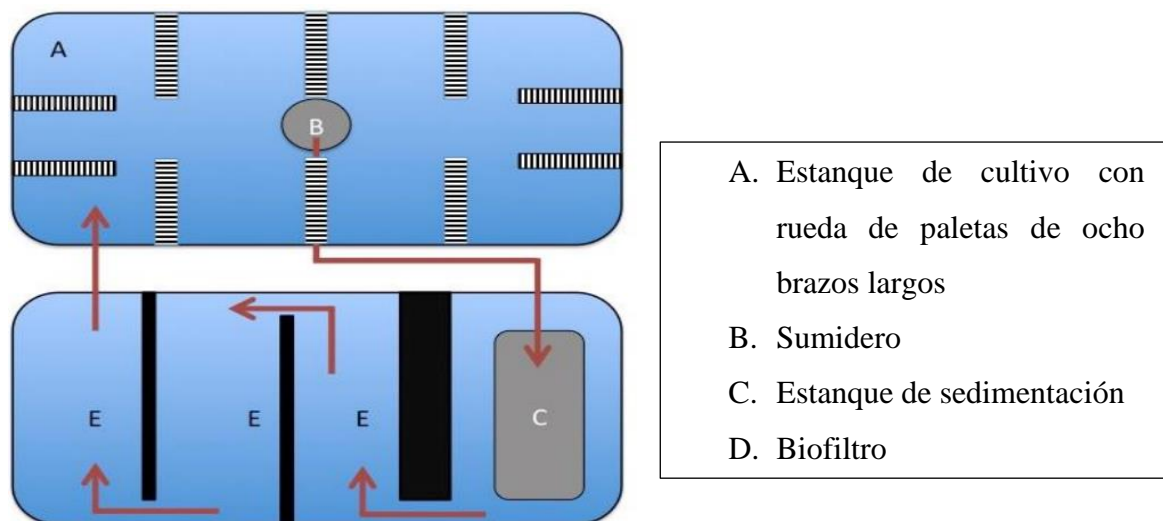 A
B
E
E
E
C
A. Estanque de cultivo con
rueda de paletas de ocho
brazos largos
B. Sumidero
C. Estanque de sedimentación
D. Biofiltro